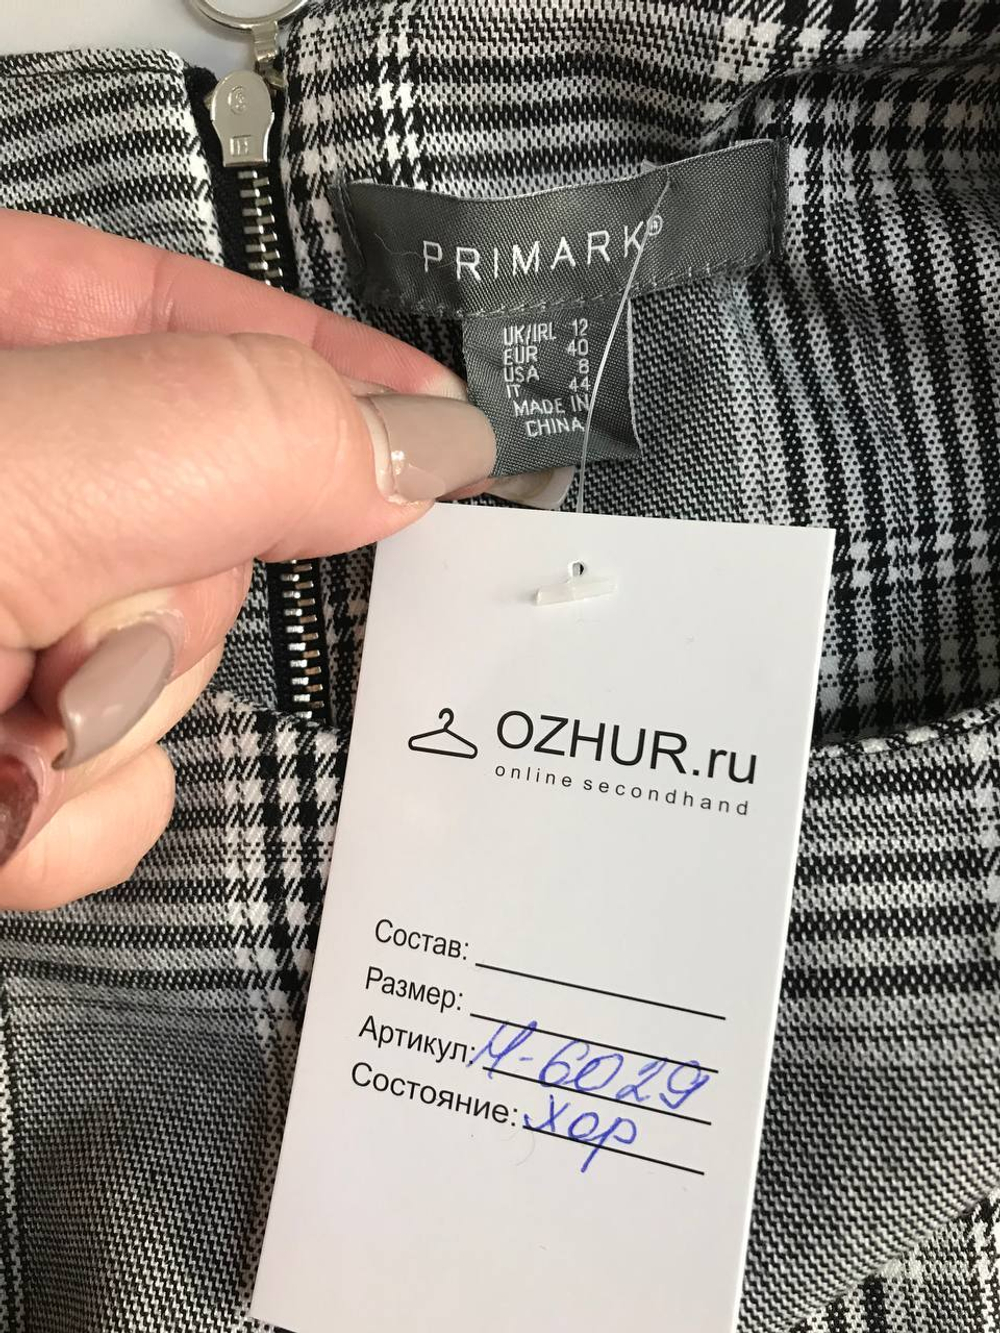 PRIMARK®
UK/IRL 12
EUR 40
USA 8
IT 44
MADE IN
CHINA
OZHUR.ru
online secondhand
Состав:
Размер:
Артикул: М-6029
Состояние: хор